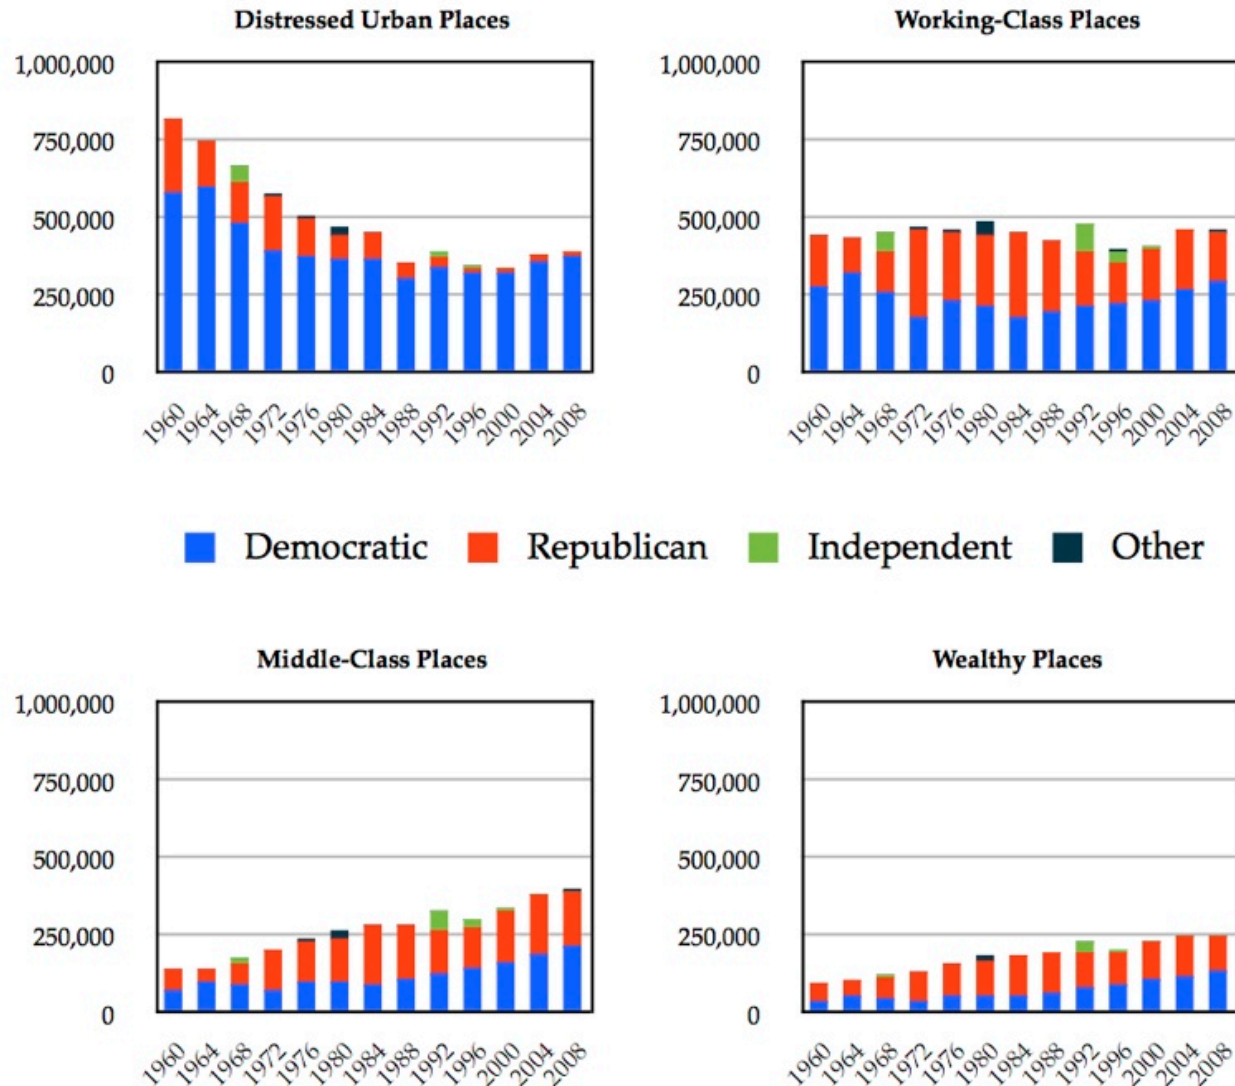 Distressed Urban Places
1,000,000
750,000
500,000
250,000
0
1960 1964 1968 1972 1976 1980 1984 1988 1992 1996 2000 2004 2008
Working-Class Places
1,000,000
750,000
500,000
250,000
0
1960 1964 1968 1972 1976 1980 1984 1988 1992 1996 2000 2004 2008
Democratic Republican Independent Other
Middle-Class Places
1,000,000
750,000
500,000
250,000
0
1960 1964 1968 1972 1976 1980 1984 1988 1992 1996 2000 2004 2008
Wealthy Places
1,000,000
750,000
500,000
250,000
0
1960 1964 1968 1972 1976 1980 1984 1988 1992 1996 2000 2004 2008